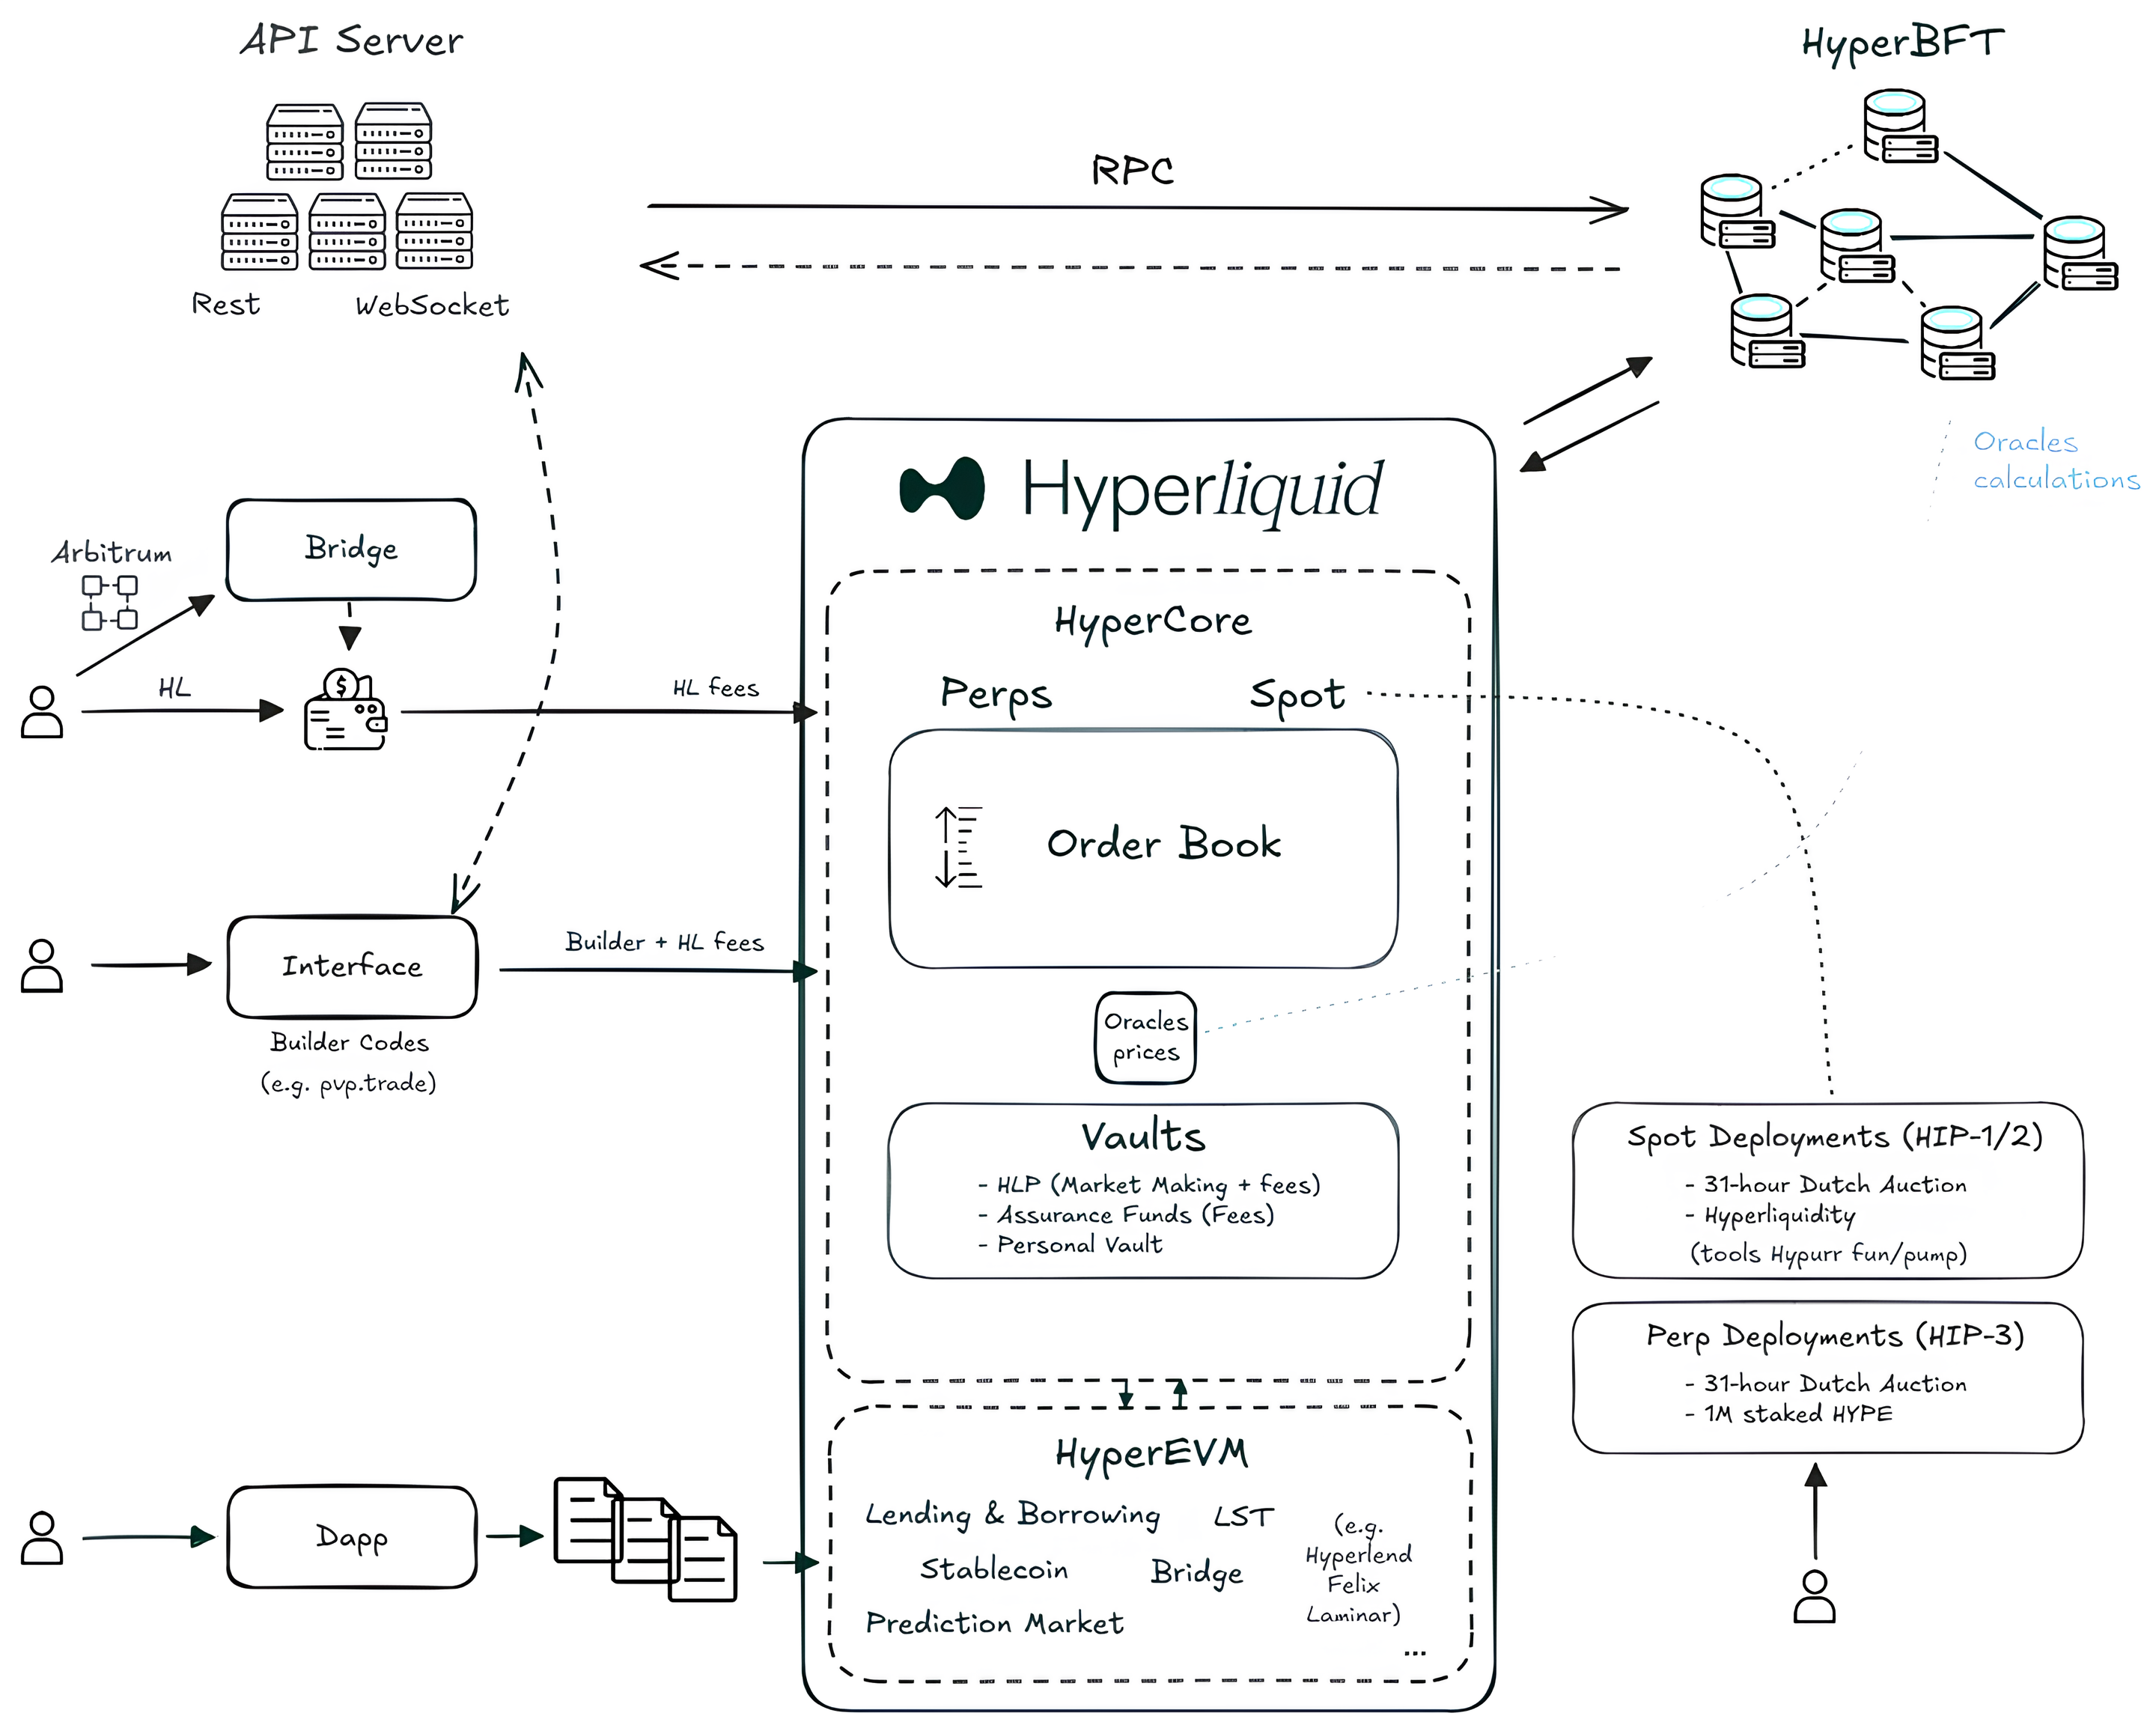 API Server
HyperBFT
RPC
Rest
WebSocket
Oracles
calculations
Hyperliquid
Bridge
Arbitrum
HyperCore
HL
HL fees
Perps
Spot
$
Order Book
Builder + HL fees
Interface
Builder Codes
(e.g. pvp.trade)
Oracles
prices
Vaults
- HLP (Market Making + fees)
- Assurance Funds (Fees)
- Personal Vault
Spot Deployments (HIP-1/2)
- 31-hour Dutch Auction
- Hyperliquidity
(tools Hypurr fun/pump)
Perp Deployments (HIP-3)
- 31-hour Dutch Auction
- 1M staked HYPE
HyperEVM
Lending & Borrowing
LST
Stablecoin
Bridge
Prediction Market
(e.g.
Hyperlend
Felix
Laminar)
...
Dapp